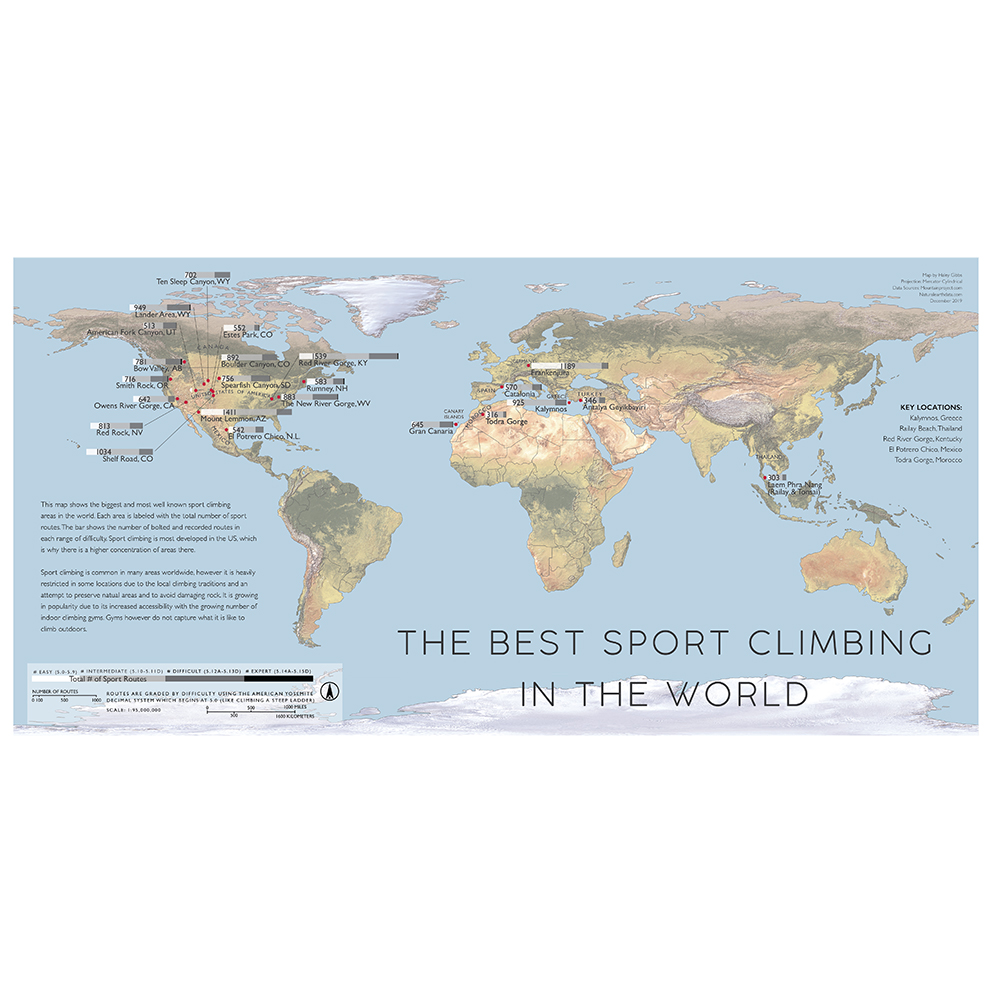 Map by Haley Gibbs
Projection: Mercator Cylindrical
Data Sources: Mountainproject.com
Naturalearthdata.com
December 2019
702
Ten Sleep Canyon, WY
949
Lander Area, WY
513
American Fork Canyon, UT
552
Estes Park, CO
CANADA
781
Bow Valley, AB
892
Boulder Canyon, CO
1539
Red River Gorge, KY
716
Smith Rock, OR
756
Spearfish Canyon, SD
583
Rumney, NH
UNITED STATES OF AMERICA
642
Owens River Gorge, CA
883
The New River Gorge, WV
1411
Mount Lemmon, AZ
813
Red Rock, NV
MEXICO
542
El Potrero Chico, N.L.
1034
Shelf Road, CO
GERMANY
1189
Frankenjura
SPAIN
570
Catalonia
GREECE
TURKEY
925
Kalymnos
346
Antalya Geyikbayiri
CANARY
ISLANDS
MOROCCO
316
Todra Gorge
645
Gran Canaria
THAILAND
303
Laem Phra Nang
(Railay & Tonsai)
KEY LOCATIONS:
Kalymnos, Greece
Railay Beach, Thailand
Red River Gorge, Kentucky
El Potrero Chico, Mexico
Todra Gorge, Morocco
This map shows the biggest and most well known sport climbing
areas in the world. Each area is labeled with the total number of sport
routes. The bar shows the number of bolted and recorded routes in
each range of difficulty. Sport climbing is most developed in the US, which
is why there is a higher concentration of areas there.
Sport climbing is common in many areas worldwide, however it is heavily
restricted in some locations due to the local climbing traditions and an
attempt to preserve natual areas and to avoid damaging rock. It is growing
in popularity due to its increased accessibility with the growing number of
indoor climbing gyms. Gyms however do not capture what it is like to
climb outdoors.
THE BEST SPORT CLIMBING
IN THE WORLD
# EASY (5.0-5.9) # INTERMEDIATE (5.10-5.11D) # DIFFICULT (5.12A-5.13D) # EXPERT (5.14A-5.15D)
Total # of Sport Routes
NUMBER OF ROUTES
0 100 500 1000
ROUTES ARE GRADED BY DIFFICULTY USING THE AMERICAN YOSEMITE
DECIMAL SYSTEM WHICH BEGINS AT 5.0 (LIKE CLIMBING A STEEP LADDER)
SCALE: 1:95,000,000
0 500 1000 MILES
500 1600 KILOMETERS